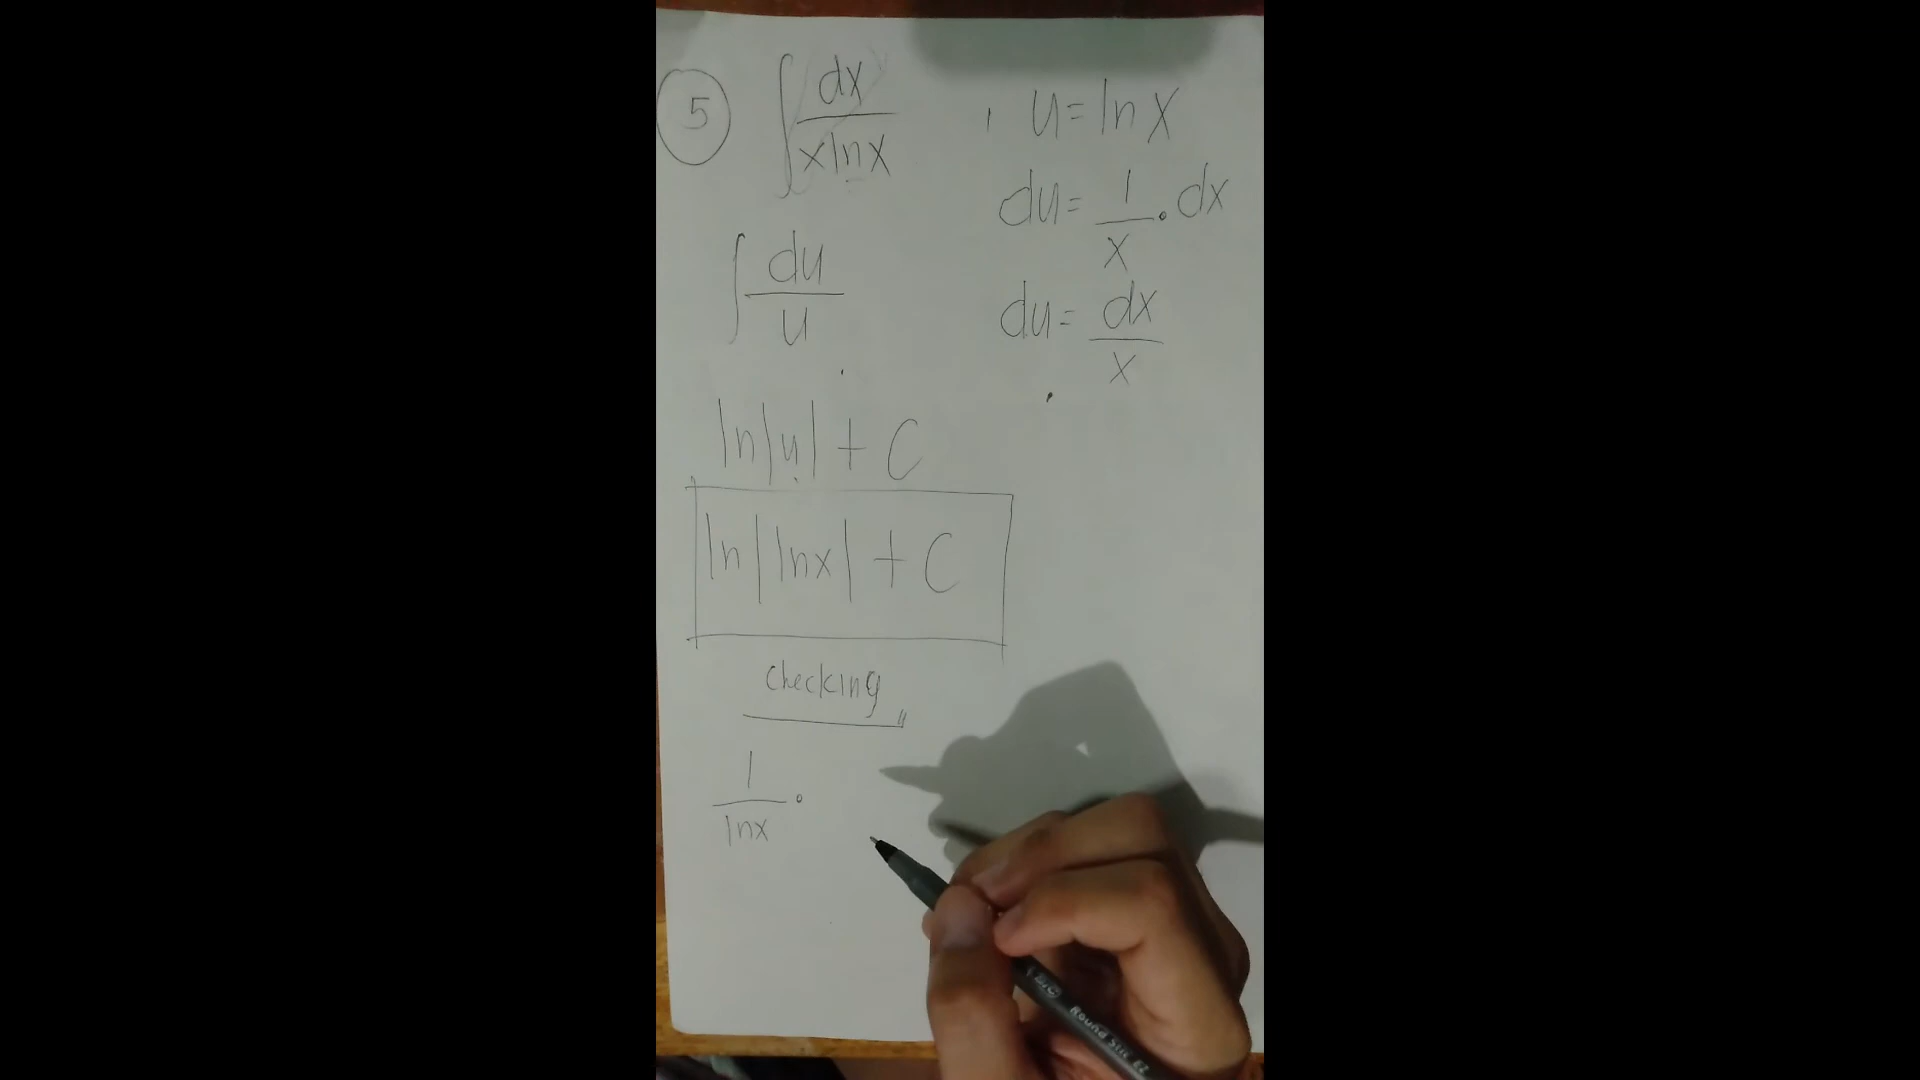 5
∫ dx / (x ln x)
u = ln x
du = 1/x · dx
∫ du/u
du = dx/x
ln|u| + C
ln|ln x| + C
Checking
1/ln x ·
BIC Round Stic